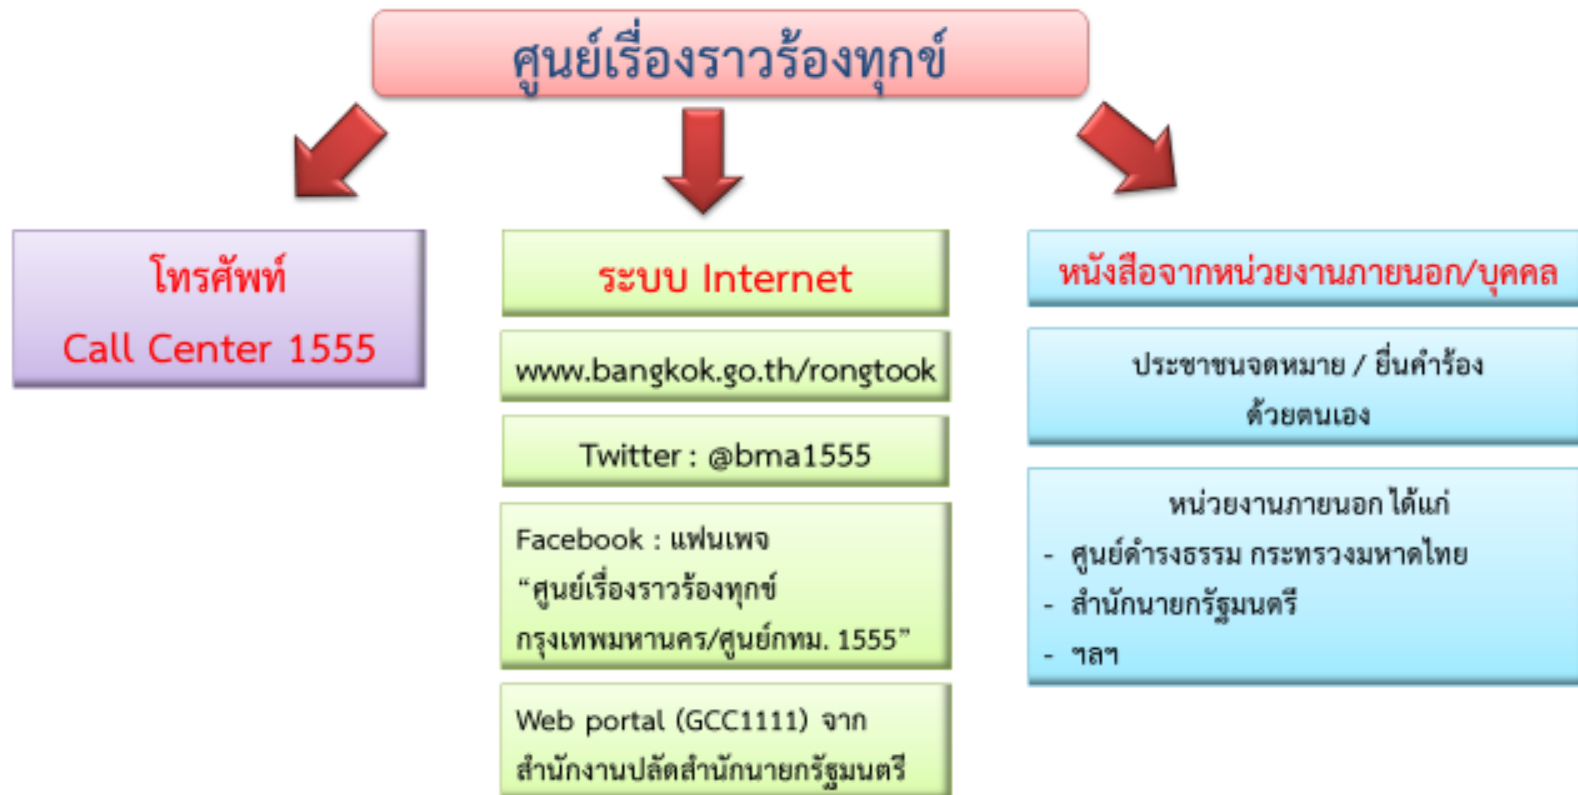 ศูนย์เรื่องราวร้องทุกข์
โทรศัพท์
Call Center 1555
ระบบ Internet
www.bangkok.go.th/rongtook
Twitter : @bma1555
Facebook : แฟนเพจ
“ศูนย์เรื่องราวร้องทุกข์
กรุงเทพมหานคร/ศูนย์กทม. 1555”
Web portal (GCC1111) จาก
สำนักงานปลัดสำนักนายกรัฐมนตรี
หนังสือจากหน่วยงานภายนอก/บุคคล
ประชาชนจดหมาย / ยื่นคำร้อง
ด้วยตนเอง
หน่วยงานภายนอก ได้แก่
- ศูนย์ดำรงธรรม กระทรวงมหาดไทย
- สำนักนายกรัฐมนตรี
- ฯลฯ